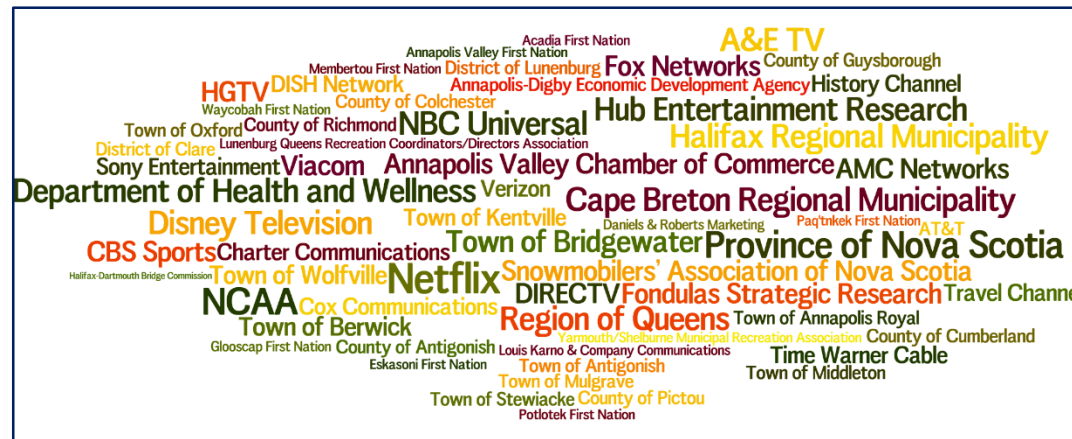 Acadia First Nation
A&E TV
Annapolis Valley First Nation
County of Guysborough
Membertou First Nation
District of Lunenburg
Fox Networks
HGTV
DISH Network
Annapolis-Digby Economic Development Agency
History Channel
Waycobah First Nation
County of Colchester
Hub Entertainment Research
Town of Oxford
County of Richmond
NBC Universal
Halifax Regional Municipality
District of Clare
Lunenburg Queens Recreation Coordinators/Directors Association
Sony Entertainment
Viacom
Annapolis Valley Chamber of Commerce
AMC Networks
Department of Health and Wellness
Verizon
Cape Breton Regional Municipality
Disney Television
Town of Kentville
Daniels & Roberts Marketing
Paq'tnkek First Nation
AT&T
CBS Sports
Charter Communications
Town of Bridgewater
Province of Nova Scotia
Halifax-Dartmouth Bridge Commission
Town of Wolfville
Netflix
Snowmobilers' Association of Nova Scotia
NCAA
Cox Communications
DIRECTV
Fondulas Strategic Research
Travel Channe
Town of Berwick
Region of Queens
Town of Annapolis Royal
Yarmouth/Shelburne Municipal Recreation Association
County of Cumberland
Glooscap First Nation
County of Antigonish
Louis Karno & Company Communications
Time Warner Cable
Eskasoni First Nation
Town of Antigonish
Town of Middleton
Town of Mulgrave
Town of Stewiacke
County of Pictou
Potlotek First Nation